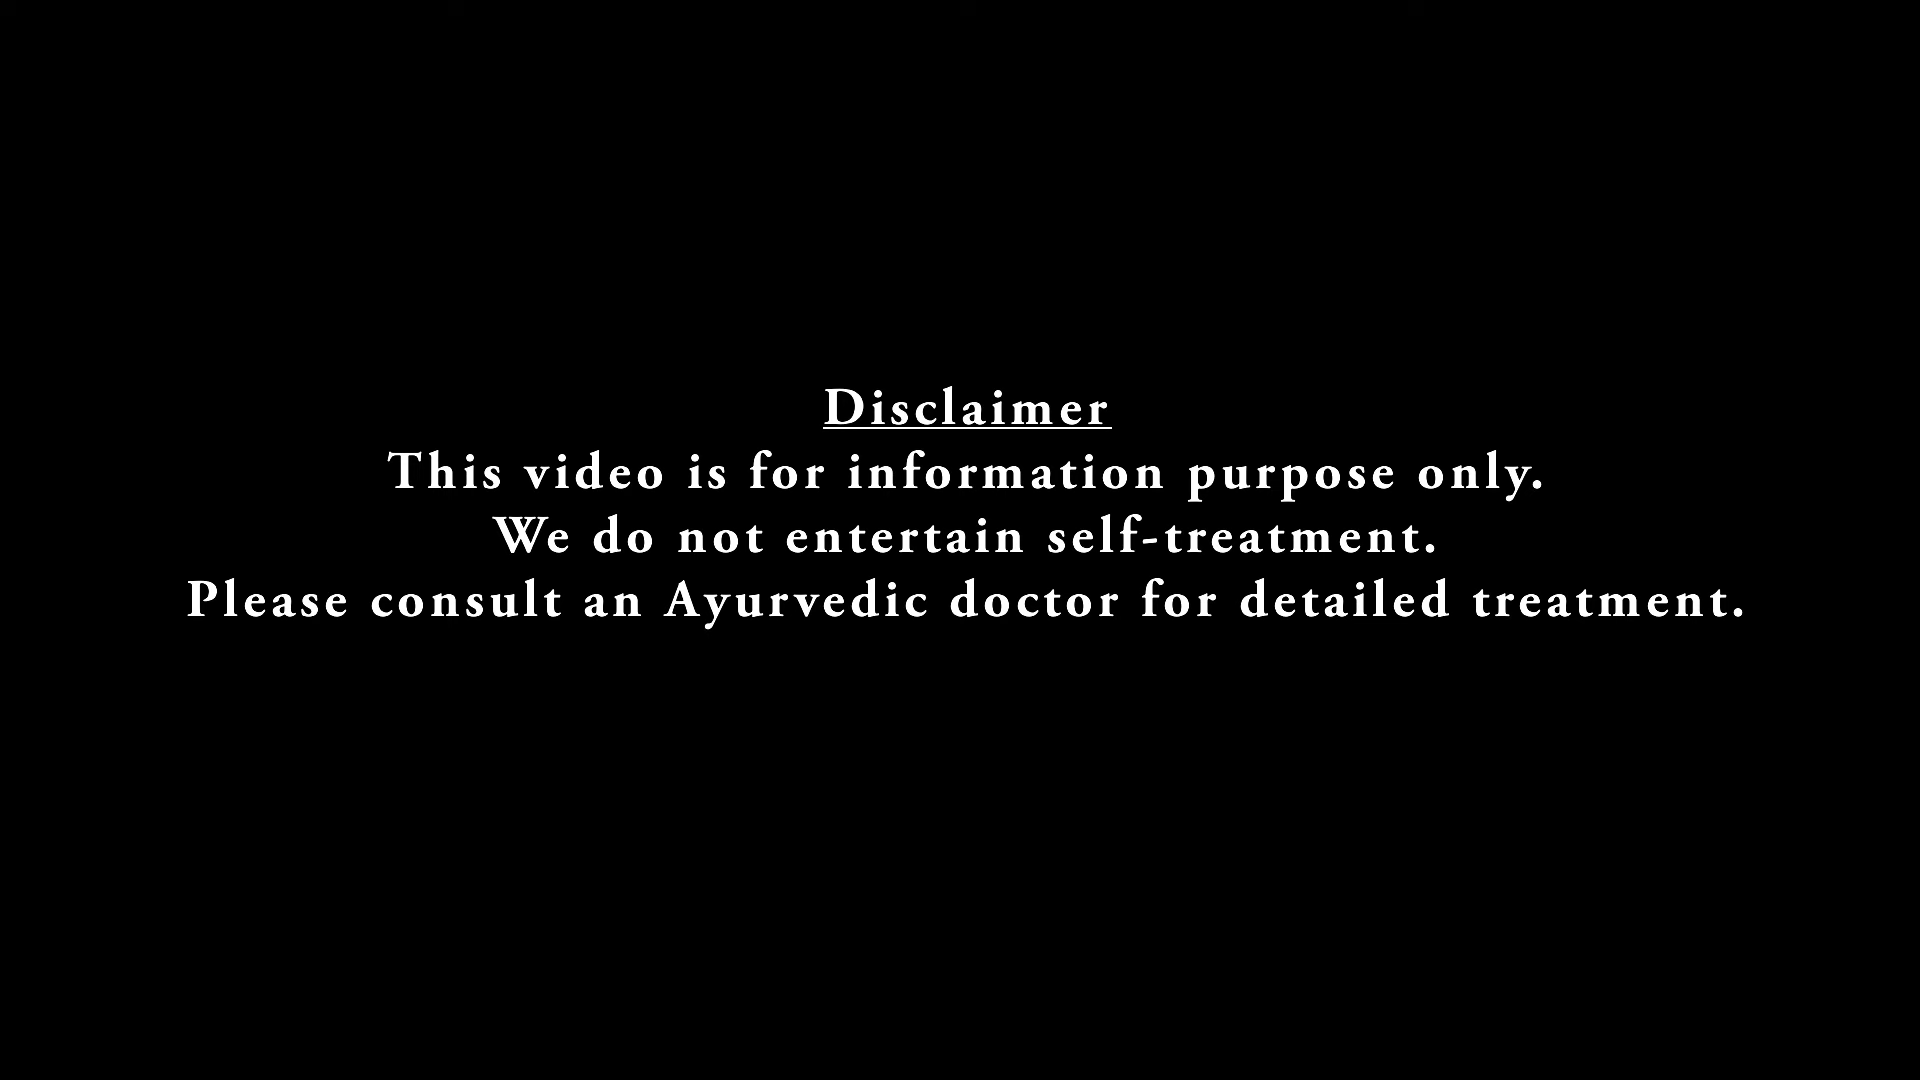 Disclaimer
This video is for information purpose only.
We do not entertain self-treatment.
Please consult an Ayurvedic doctor for detailed treatment.